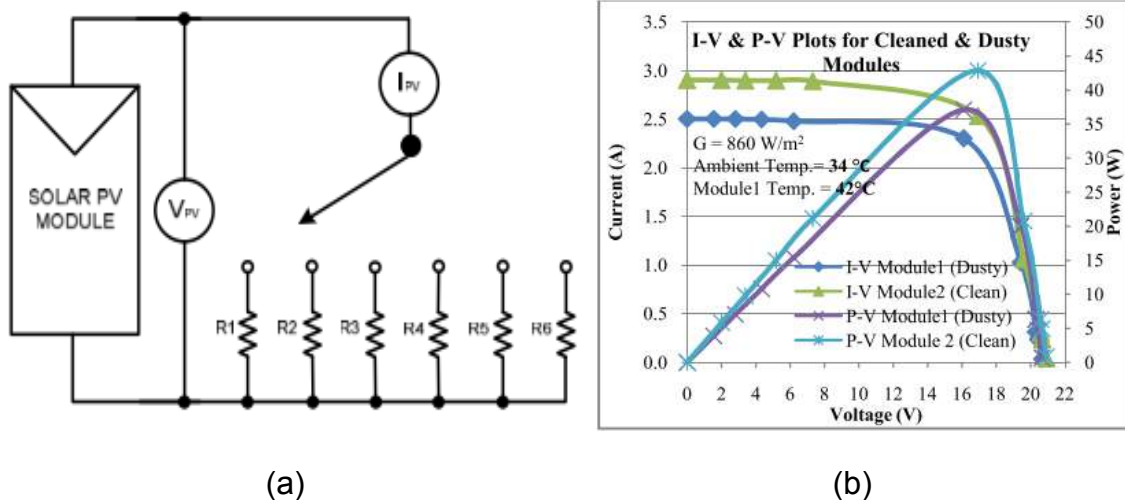 SOLAR PV
MODULE
V PV
I PV
R1
R2
R3
R4
R5
R6
(a)
I-V & P-V Plots for Cleaned & Dusty
Modules
G = 860 W/m²
Ambient Temp.= 34 °C
Module1 Temp. = 42°C
I-V Module1 (Dusty)
I-V Module2 (Clean)
P-V Module1 (Dusty)
P-V Module 2 (Clean)
Current (A)
3.5
3.0
2.5
2.0
1.5
1.0
0.5
0.0
Power (W)
50
45
40
35
30
25
20
15
10
5
0
0 2 4 6 8 10 12 14 16 18 20 22
Voltage (V)
(b)